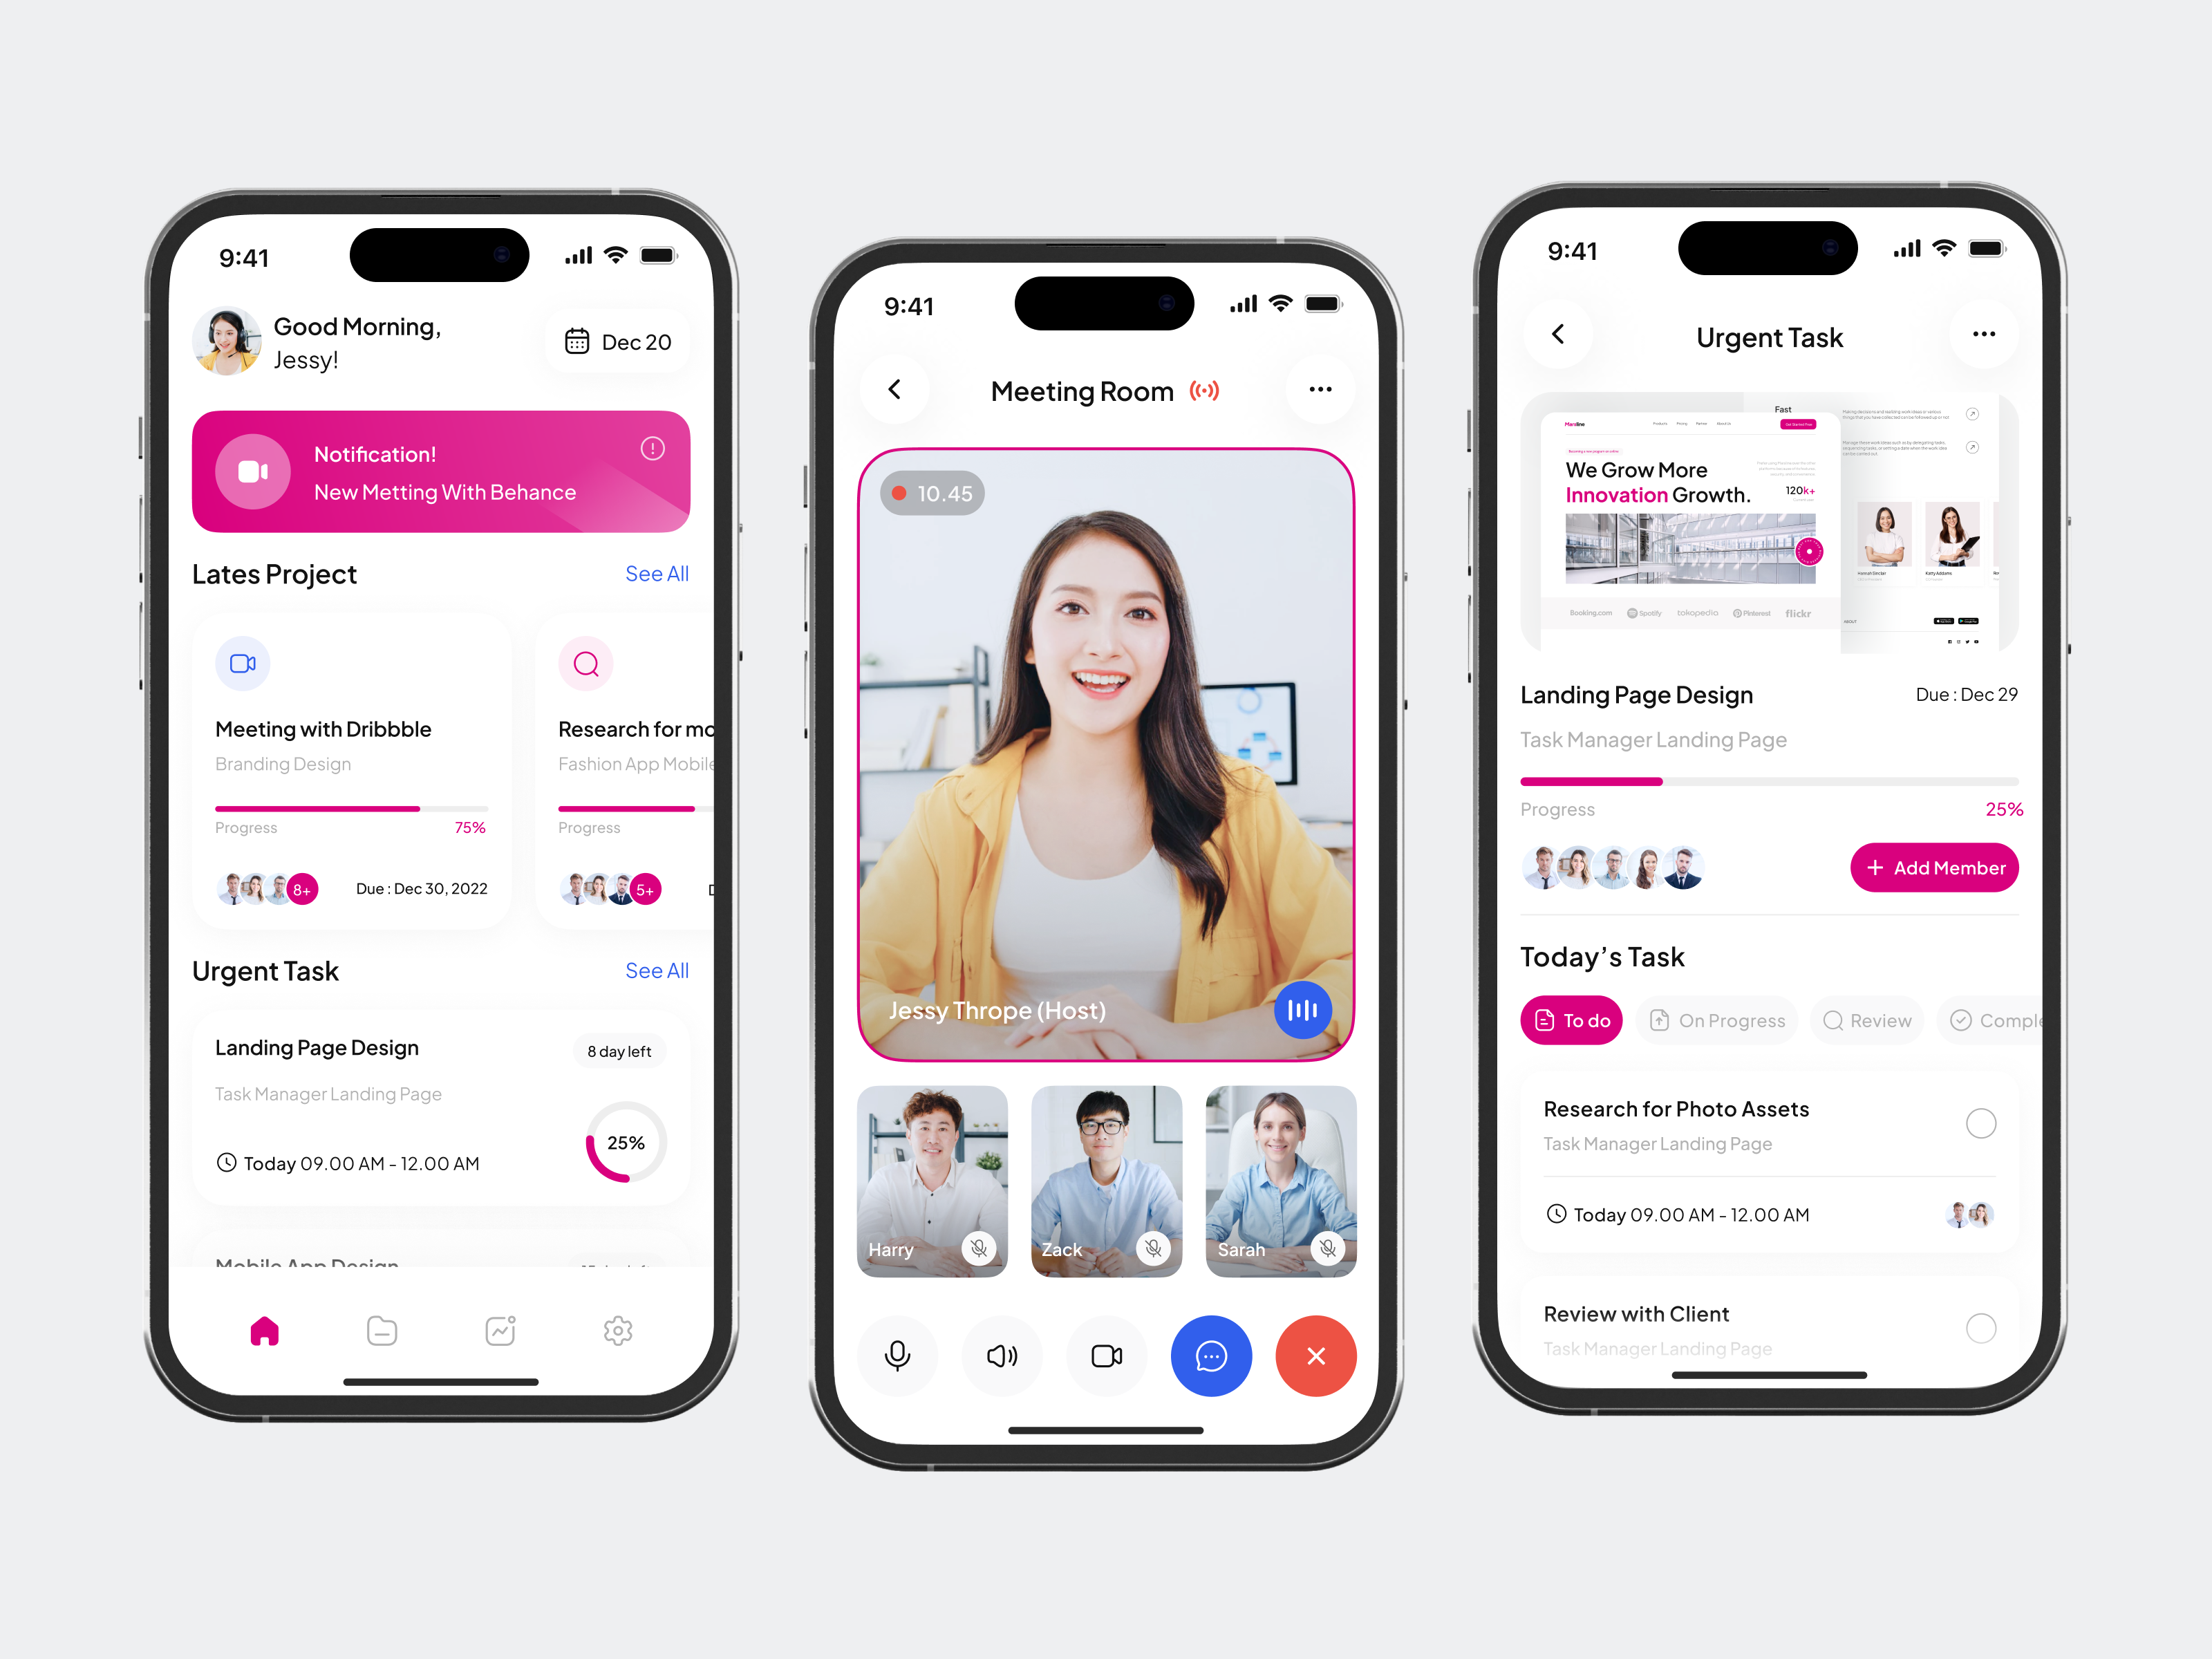 9:41
Good Morning,
Jessy!
Dec 20
Notification!
New Metting With Behance
Lates Project
See All
Meeting with Dribbble
Branding Design
Progress
75%
8+
Due : Dec 30, 2022
Research for mo
Fashion App Mobile
Progress
5+
D
Urgent Task
See All
Landing Page Design
8 day left
Task Manager Landing Page
25%
Today 09.00 AM - 12.00 AM
Mobile App Design
9:41
Meeting Room
10.45
Jessy Thrope (Host)
Harry
Zack
Sarah
9:41
Urgent Task
Fast
Get Started Free
We Grow More
Innovation Growth.
120k+
Booking.com
Spotify
tokopedia
Pinterest
flickr
ABOUT
Landing Page Design
Due : Dec 29
Task Manager Landing Page
Progress
25%
+ Add Member
Today's Task
To do
On Progress
Review
Comple
Research for Photo Assets
Task Manager Landing Page
Today 09.00 AM - 12.00 AM
Review with Client
Task Manager Landing Page